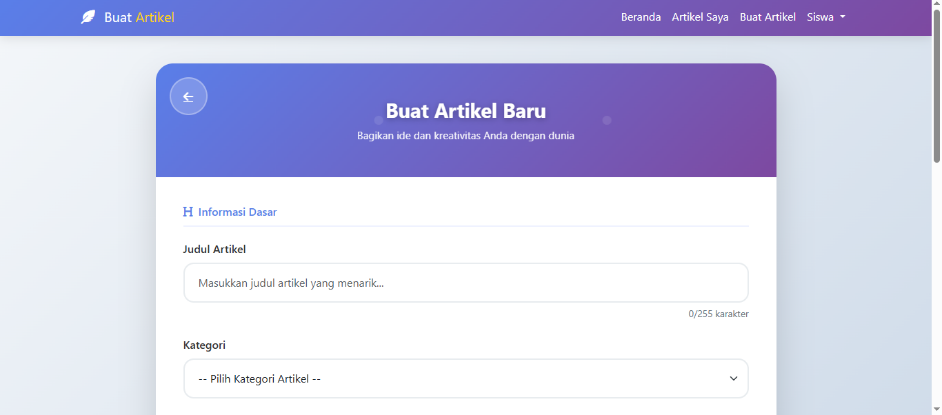 Buat Artikel
Beranda Artikel Saya Buat Artikel Siswa
Buat Artikel Baru
Bagikan ide dan kreativitas Anda dengan dunia
Informasi Dasar
Judul Artikel
Masukkan judul artikel yang menarik...
0/255 karakter
Kategori
-- Pilih Kategori Artikel --